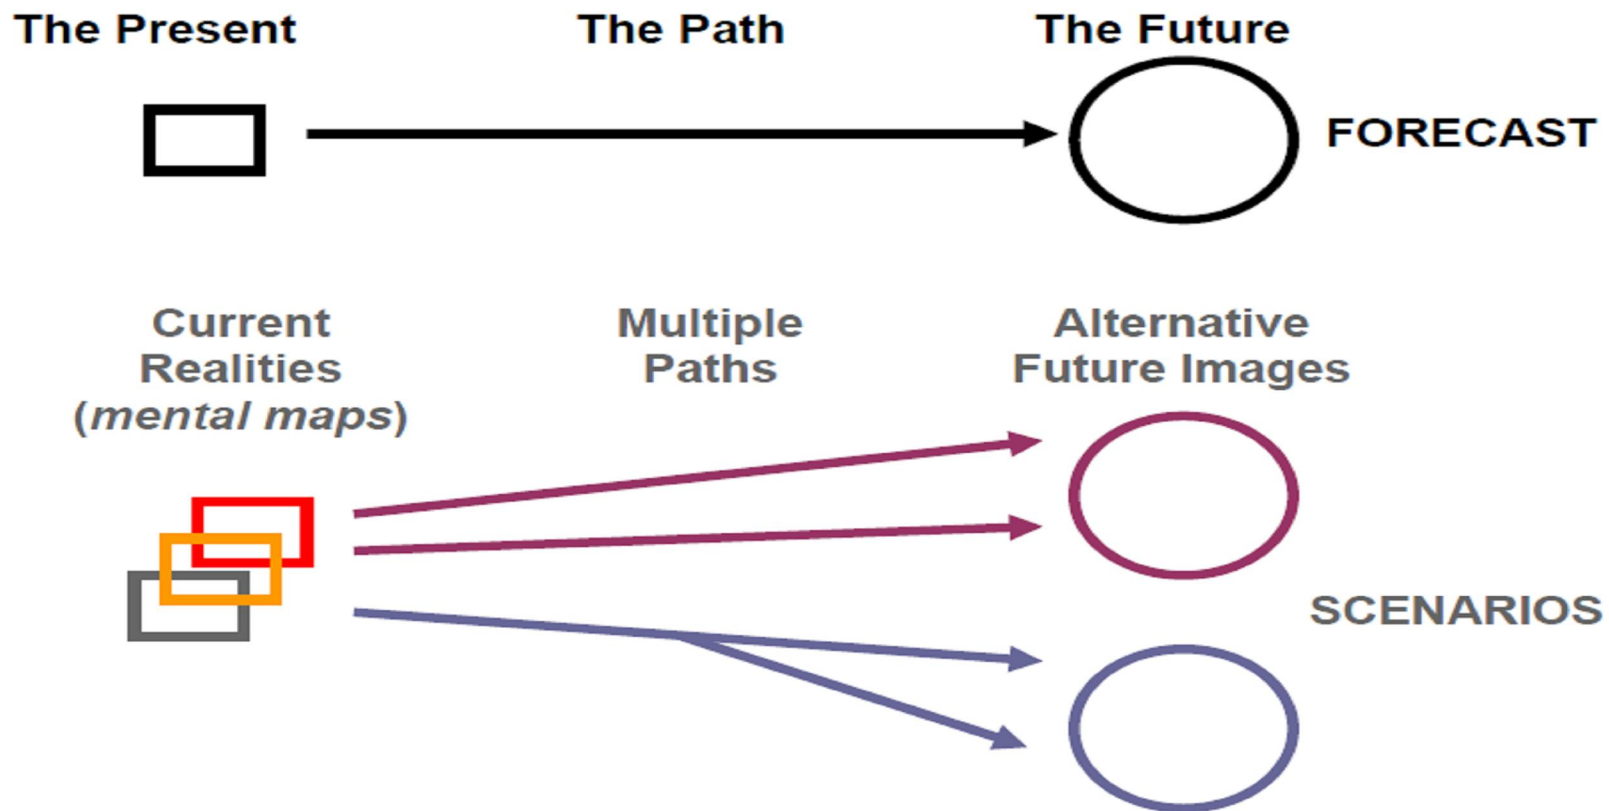 The Present
The Path
The Future
FORECAST
Current
Realities
(mental maps)
Multiple
Paths
Alternative
Future Images
SCENARIOS